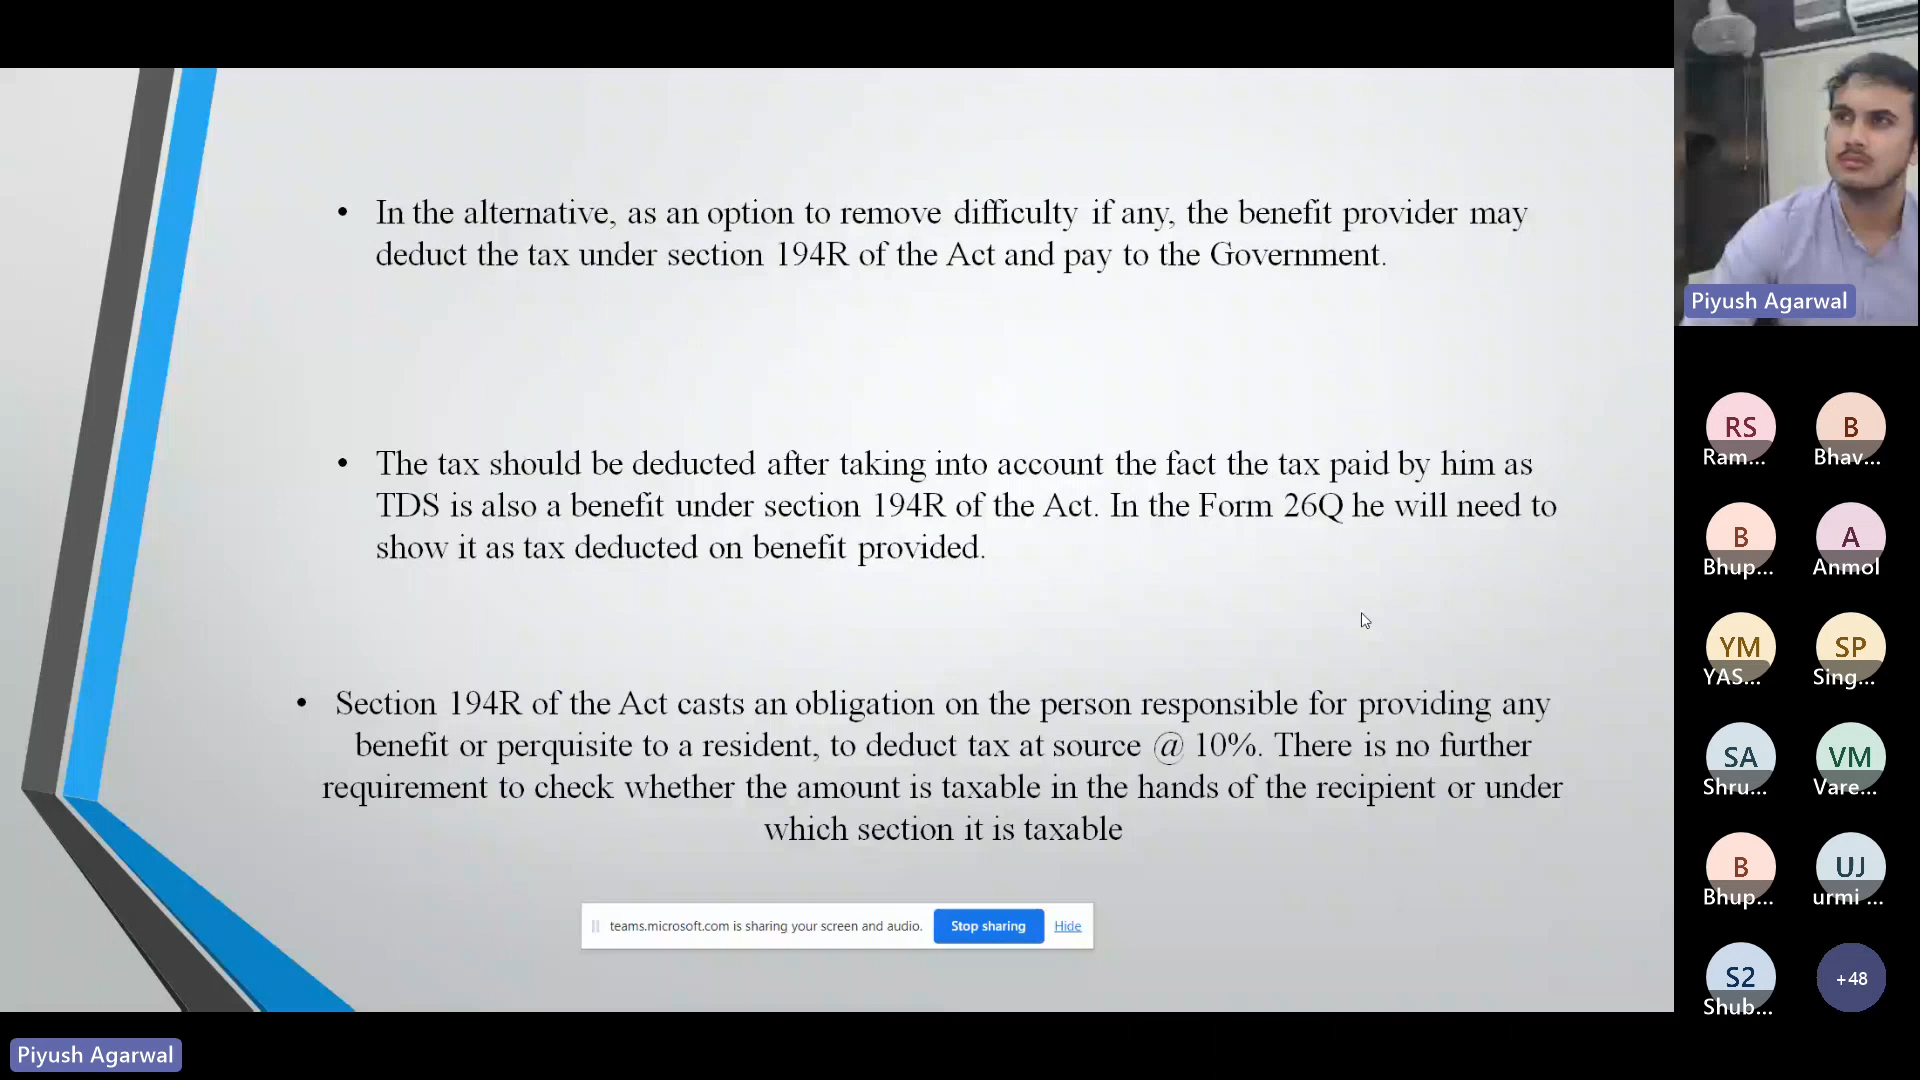 • In the alternative, as an option to remove difficulty if any, the benefit provider may
deduct the tax under section 194R of the Act and pay to the Government.
• The tax should be deducted after taking into account the fact the tax paid by him as
TDS is also a benefit under section 194R of the Act. In the Form 26Q he will need to
show it as tax deducted on benefit provided.
• Section 194R of the Act casts an obligation on the person responsible for providing any
benefit or perquisite to a resident, to deduct tax at source @ 10%. There is no further
requirement to check whether the amount is taxable in the hands of the recipient or under
which section it is taxable
teams.microsoft.com is sharing your screen and audio. Stop sharing Hide
Piyush Agarwal
Piyush Agarwal
RS B
Ram... Bhav...
B A
Bhup... Anmol
YM SP
YAS... Sing...
SA VM
Shru... Vare...
B UJ
Bhup... urmi ...
S2 +48
Shub...